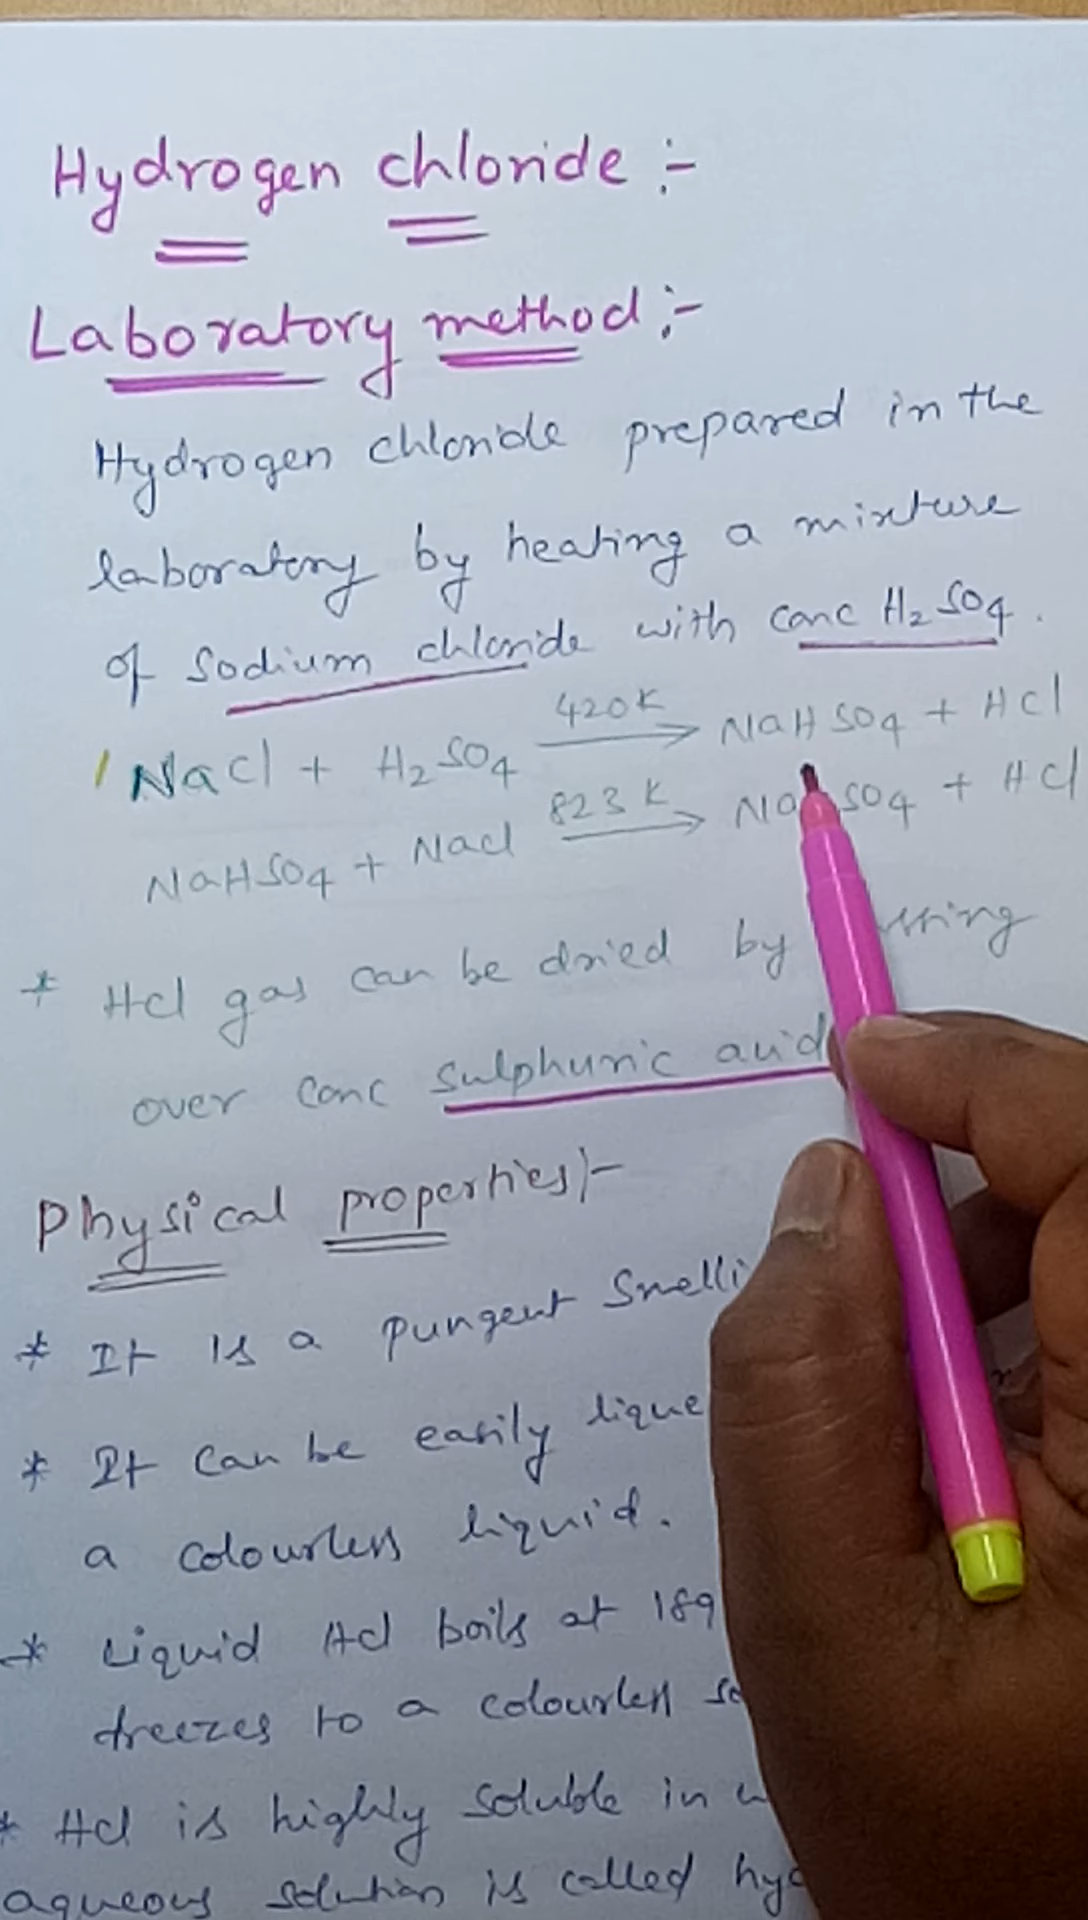 Hydrogen chloride :-
Laboratory method :-
Hydrogen chloride prepared in the
laboratory by heating a mixture
of Sodium chloride with conc H₂SO₄.
NaCl + H₂SO₄ 420K → NaHSO₄ + HCl
NaHSO₄ + NaCl 823 K → Na SO₄ + HCl
* HCl gas can be dried by
over conc sulphuric acid
Physical properties :-
* It is a pungent
* It can be easily
a colourless liquid.
* Liquid HCl boils at 189
freezes to a colourless
* HCl is highly soluble in
aqueous solution is called